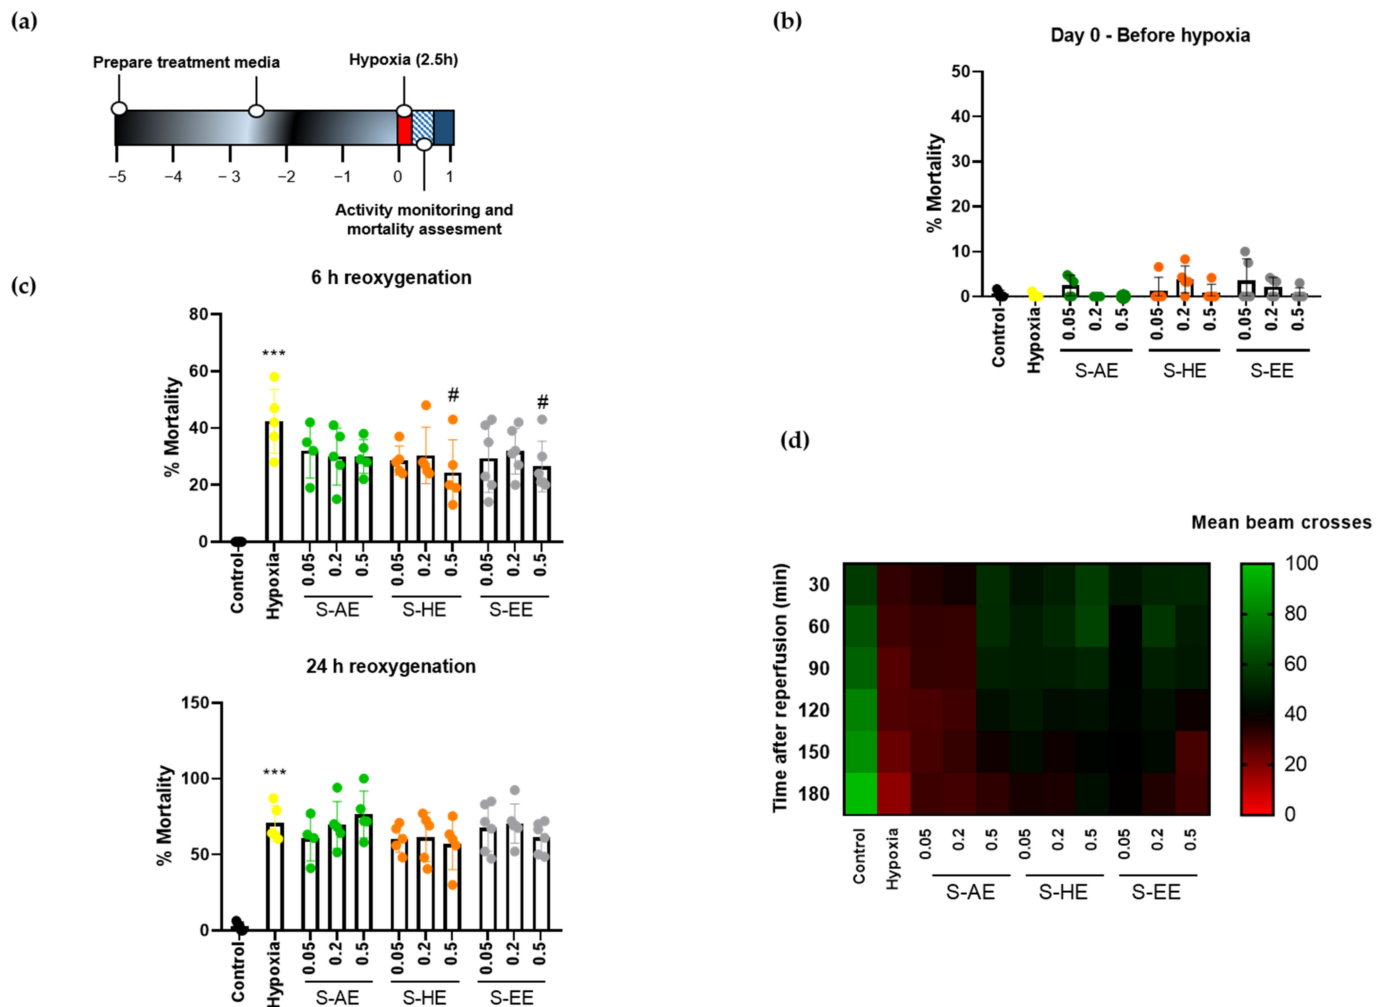 (a)
Prepare treatment media
Hypoxia (2.5h)
−5 −4 − 3 −2 −1 0 1
Activity monitoring and
mortality assesment
(b)
Day 0 - Before hypoxia
% Mortality
50
40
30
20
10
0
Control Hypoxia 0.05 0.2 0.5 0.05 0.2 0.5 0.05 0.2 0.5
S-AE S-HE S-EE
(c)
6 h reoxygenation
% Mortality
80
60
40
20
0
*** # #
Control Hypoxia 0.05 0.2 0.5 0.05 0.2 0.5 0.05 0.2 0.5
S-AE S-HE S-EE
24 h reoxygenation
% Mortality
150
100
50
0
***
Control Hypoxia 0.05 0.2 0.5 0.05 0.2 0.5 0.05 0.2 0.5
S-AE S-HE S-EE
(d)
Mean beam crosses
Time after reperfusion (min)
30
60
90
120
150
180
100
80
60
40
20
0
Control Hypoxia 0.05 0.2 0.5 0.05 0.2 0.5 0.05 0.2 0.5
S-AE S-HE S-EE